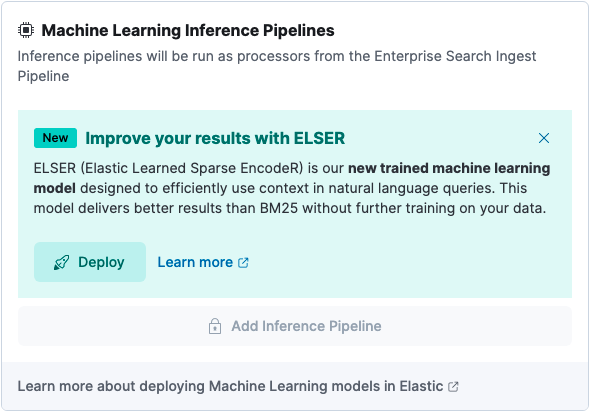 Machine Learning Inference Pipelines
Inference pipelines will be run as processors from the Enterprise Search Ingest
Pipeline
New Improve your results with ELSER
ELSER (Elastic Learned Sparse EncodeR) is our new trained machine learning
model designed to efficiently use context in natural language queries. This
model delivers better results than BM25 without further training on your data.
Deploy Learn more
Add Inference Pipeline
Learn more about deploying Machine Learning models in Elastic